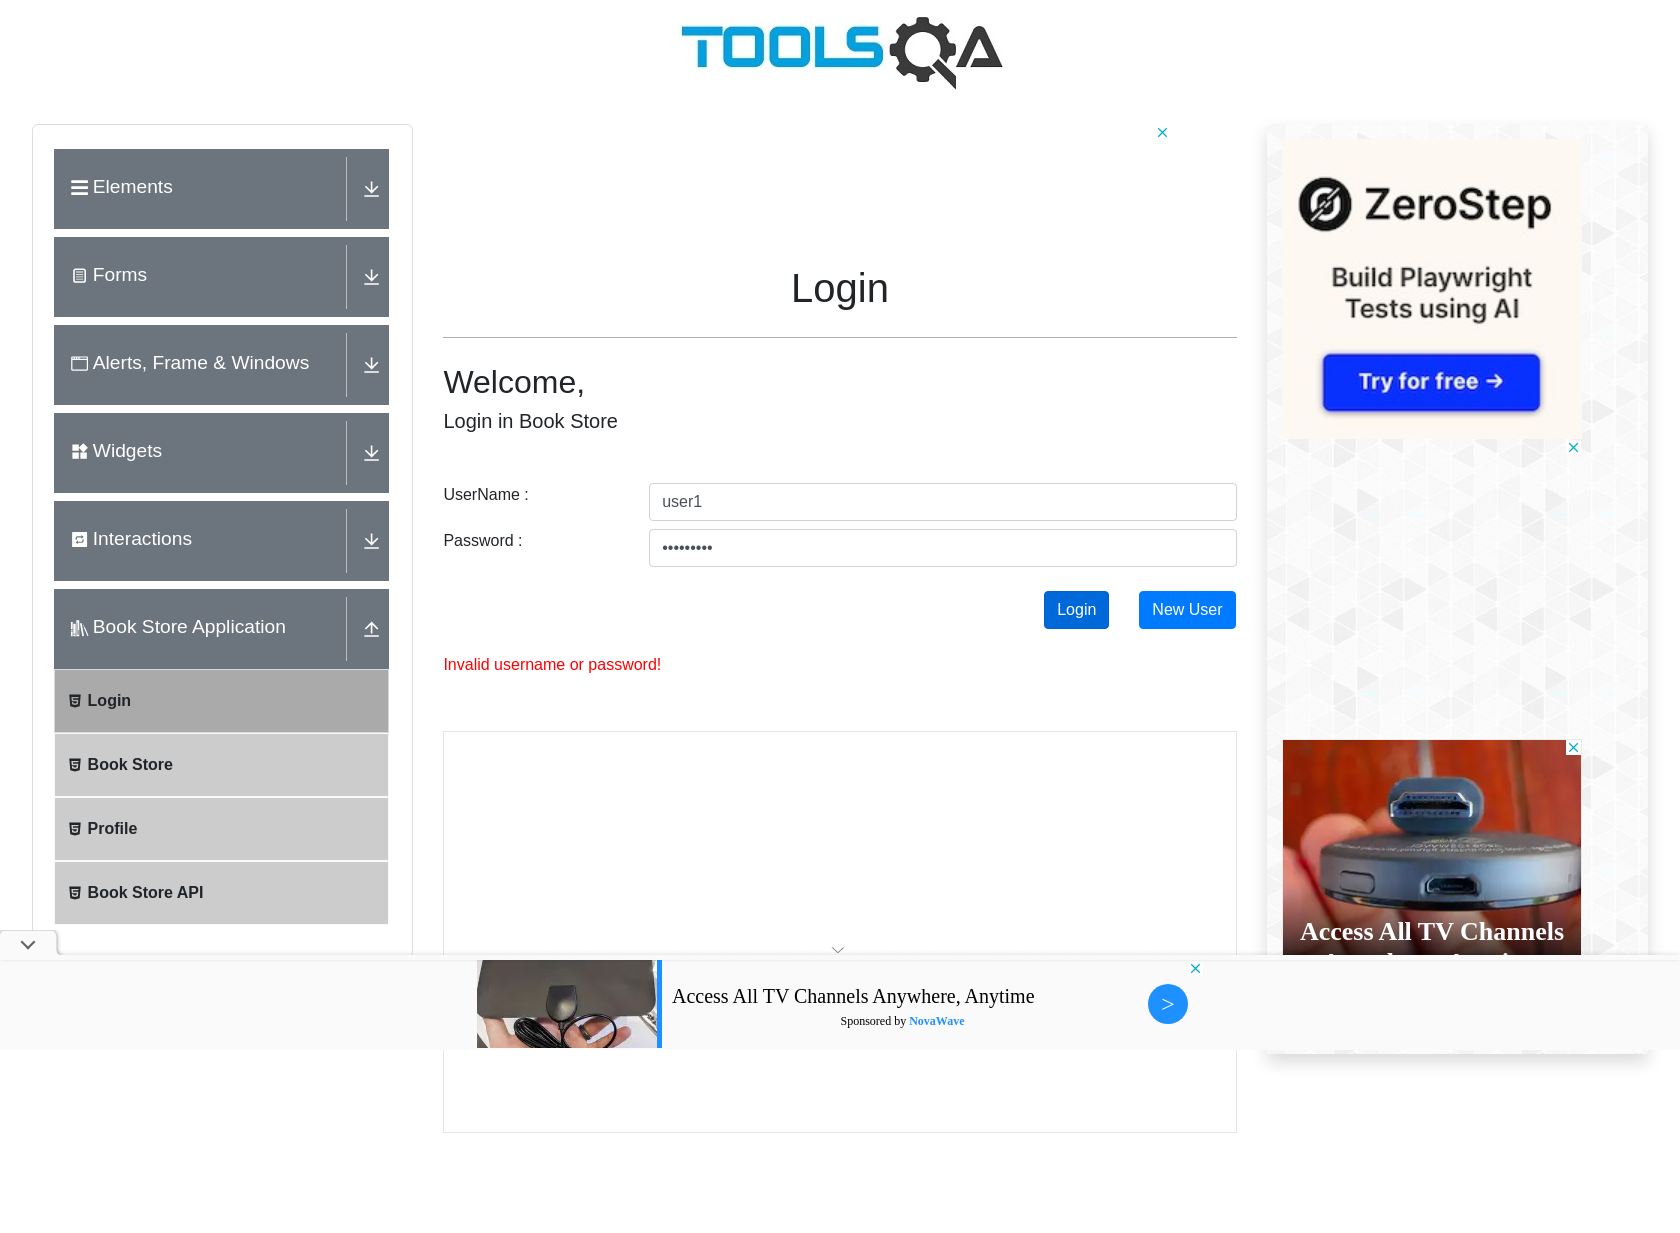 TOOLSQA
Elements
Forms
Alerts, Frame & Windows
Widgets
Interactions
Book Store Application
Login
Book Store
Profile
Book Store API
Login
Welcome,
Login in Book Store
UserName :
user1
Password :
•••••••••
Login
New User
Invalid username or password!
ZeroStep
Build Playwright
Tests using AI
Try for free →
Access All TV Channels
Access All TV Channels Anywhere, Anytime
Sponsored by NovaWave
>